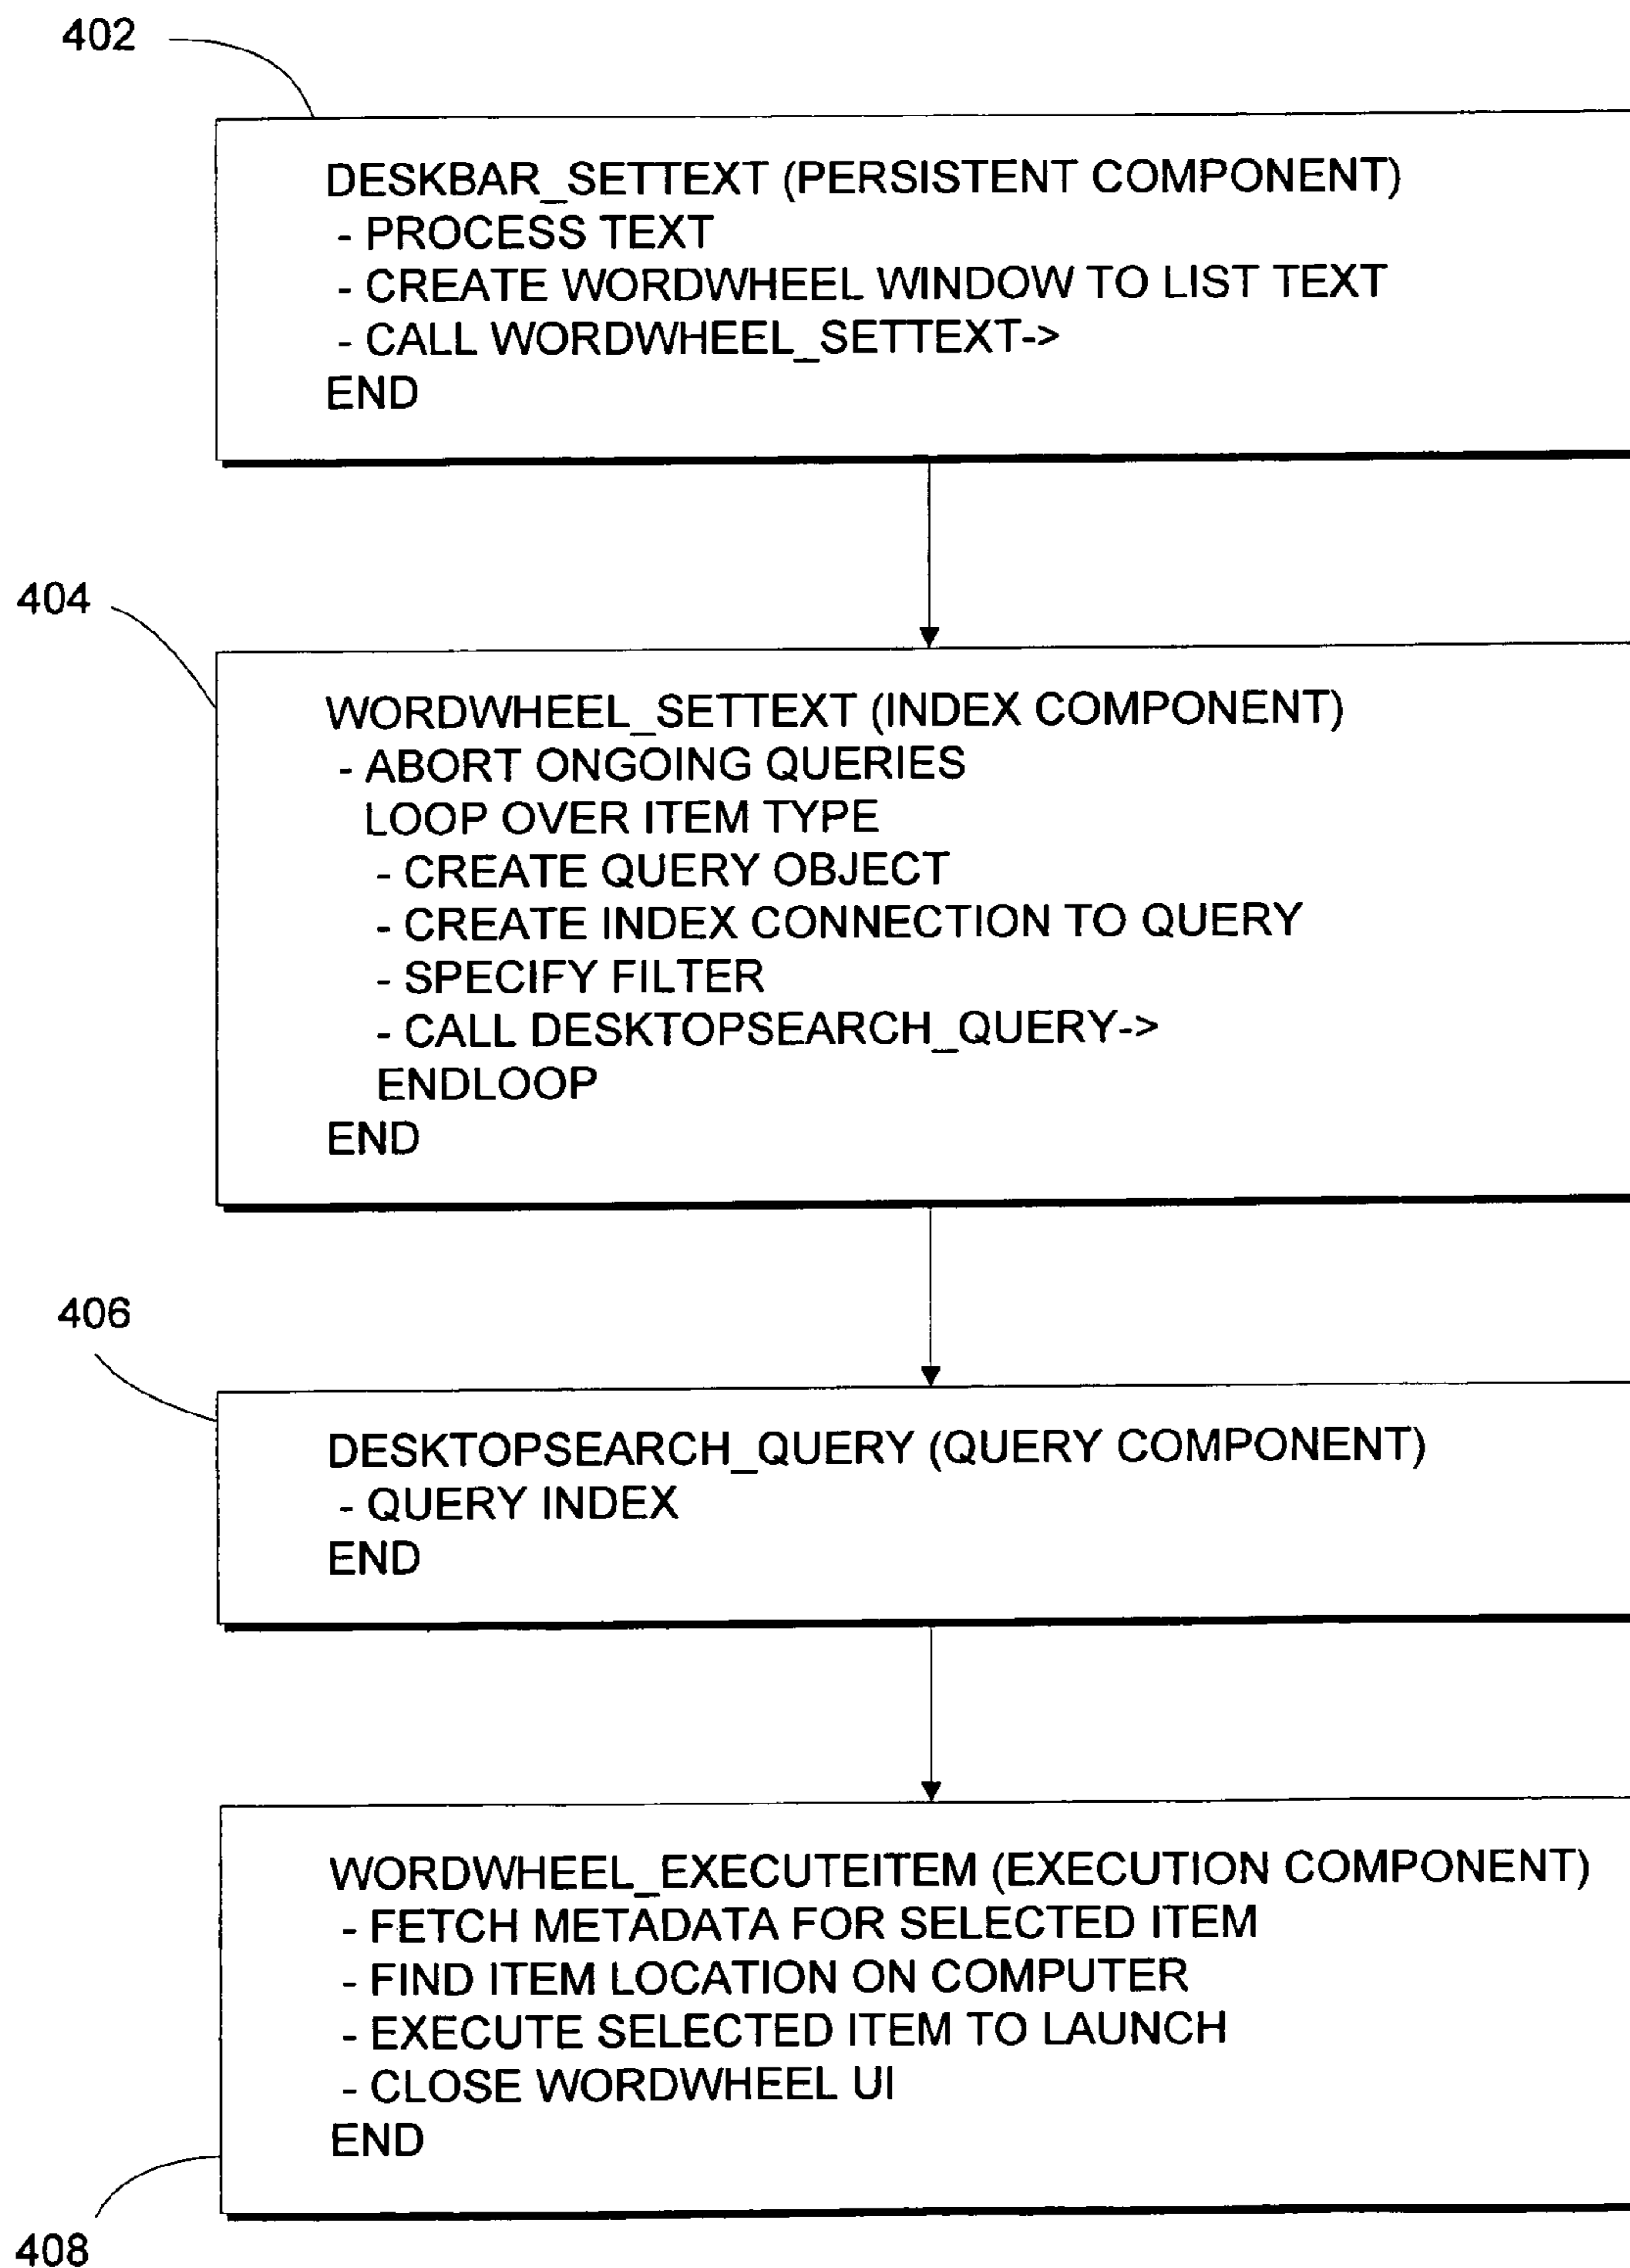 402
DESKBAR_SETTEXT (PERSISTENT COMPONENT)
- PROCESS TEXT
- CREATE WORDWHEEL WINDOW TO LIST TEXT
- CALL WORDWHEEL_SETTEXT->
END
404
WORDWHEEL_SETTEXT (INDEX COMPONENT)
- ABORT ONGOING QUERIES
LOOP OVER ITEM TYPE
- CREATE QUERY OBJECT
- CREATE INDEX CONNECTION TO QUERY
- SPECIFY FILTER
- CALL DESKTOPSEARCH_QUERY->
ENDLOOP
END
406
DESKTOPSEARCH_QUERY (QUERY COMPONENT)
- QUERY INDEX
END
WORDWHEEL_EXECUTEITEM (EXECUTION COMPONENT)
- FETCH METADATA FOR SELECTED ITEM
- FIND ITEM LOCATION ON COMPUTER
- EXECUTE SELECTED ITEM TO LAUNCH
- CLOSE WORDWHEEL UI
END
408